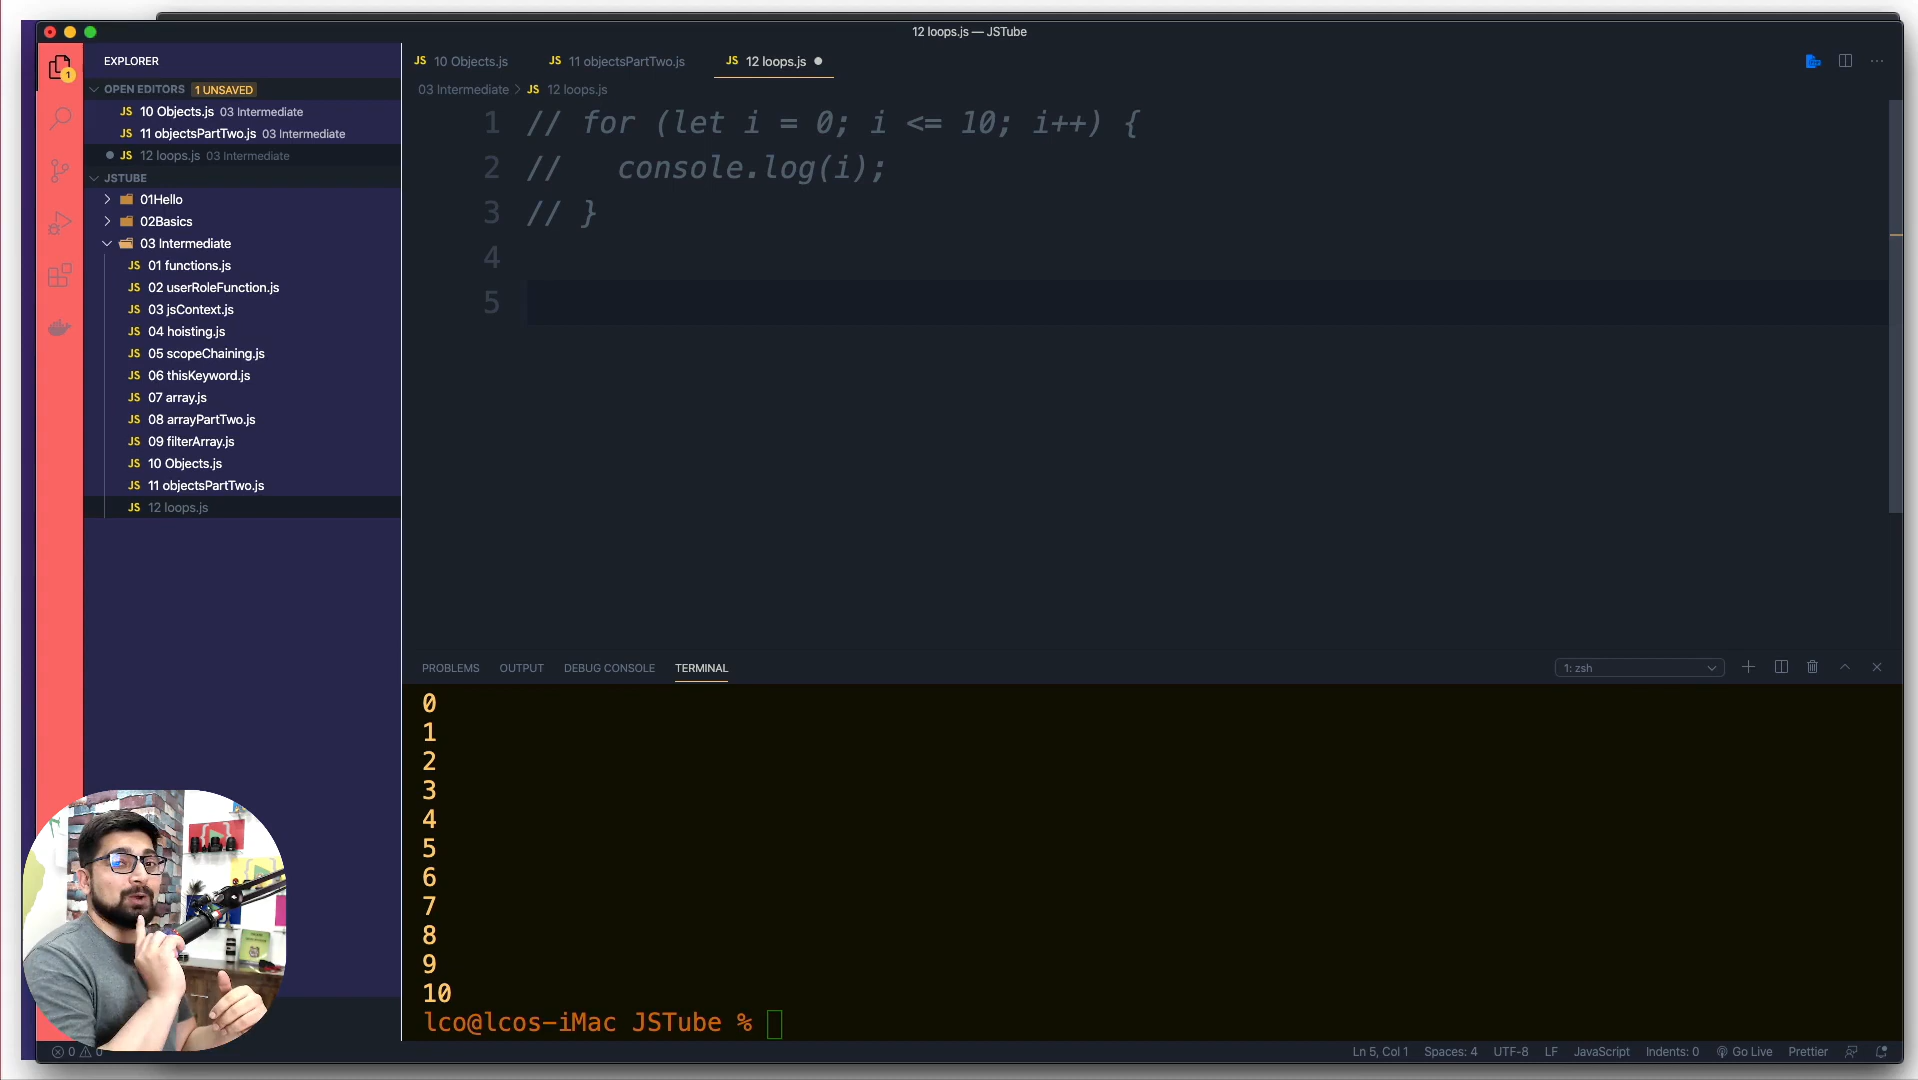 12 loops.js — JSTube
EXPLORER
OPEN EDITORS 1 UNSAVED
JS 10 Objects.js 03 Intermediate
JS 11 objectsPartTwo.js 03 Intermediate
JS 12 loops.js 03 Intermediate
JSTUBE
01Hello
02Basics
03 Intermediate
JS 01 functions.js
JS 02 userRoleFunction.js
JS 03 jsContext.js
JS 04 hoisting.js
JS 05 scopeChaining.js
JS 06 thisKeyword.js
JS 07 array.js
JS 08 arrayPartTwo.js
JS 09 filterArray.js
JS 10 Objects.js
JS 11 objectsPartTwo.js
JS 12 loops.js
1
JS 10 Objects.js JS 11 objectsPartTwo.js JS 12 loops.js
03 Intermediate > JS 12 loops.js
1 // for (let i = 0; i <= 10; i++) {
2 //   console.log(i);
3 // }
4
5
PROBLEMS OUTPUT DEBUG CONSOLE TERMINAL 1: zsh
0
1
2
3
4
5
6
7
8
9
10
lco@lcos-iMac JSTube %
0 0 Ln 5, Col 1 Spaces: 4 UTF-8 LF JavaScript Indents: 0 Go Live Prettier